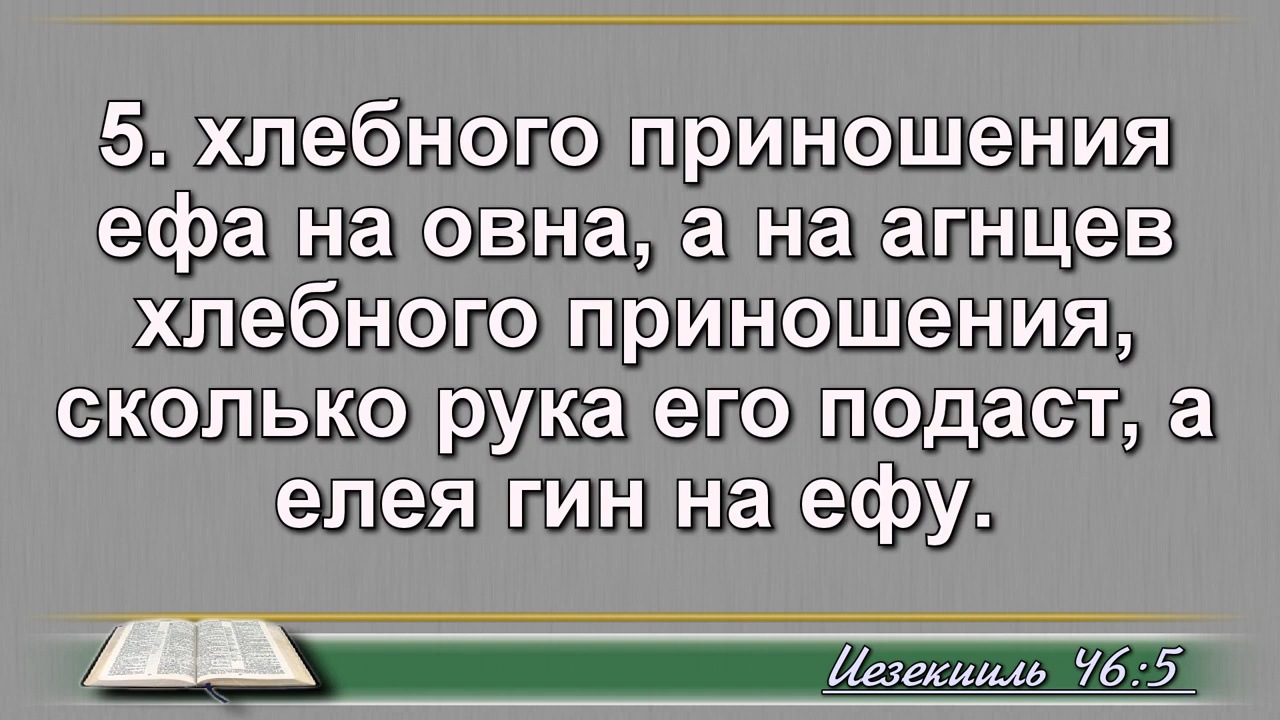 5. хлебного приношения
ефа на овна, а на агнцев
хлебного приношения,
сколько рука его подаст, а
елея гин на ефу.
Иезекииль 46:5